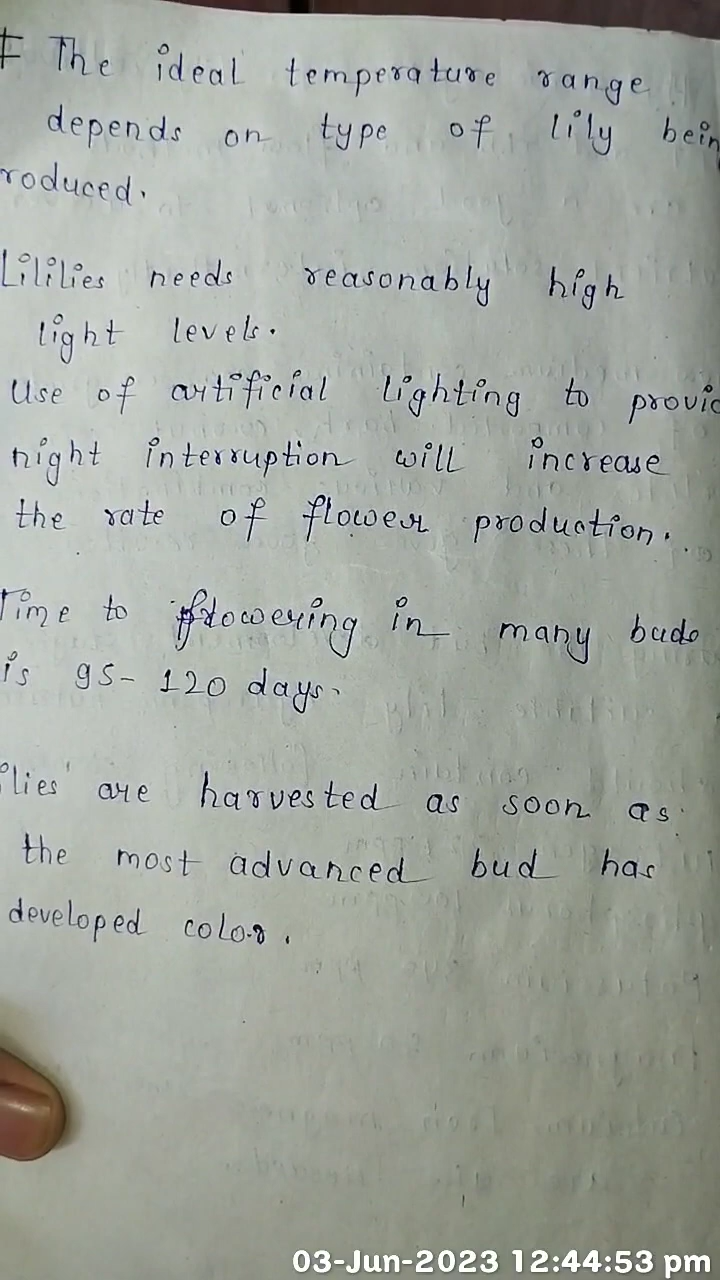 The ideal temperature range
depends on type of lily bein
roduced.
Lililies needs reasonably high
light levels.
Use of artificial lighting to provid
night interruption will increase
the rate of flower production.
Time to flowering in many buds
is 95-120 days.
ilies are harvested as soon as
the most advanced bud has
developed color.
03-Jun-2023 12:44:53 pm